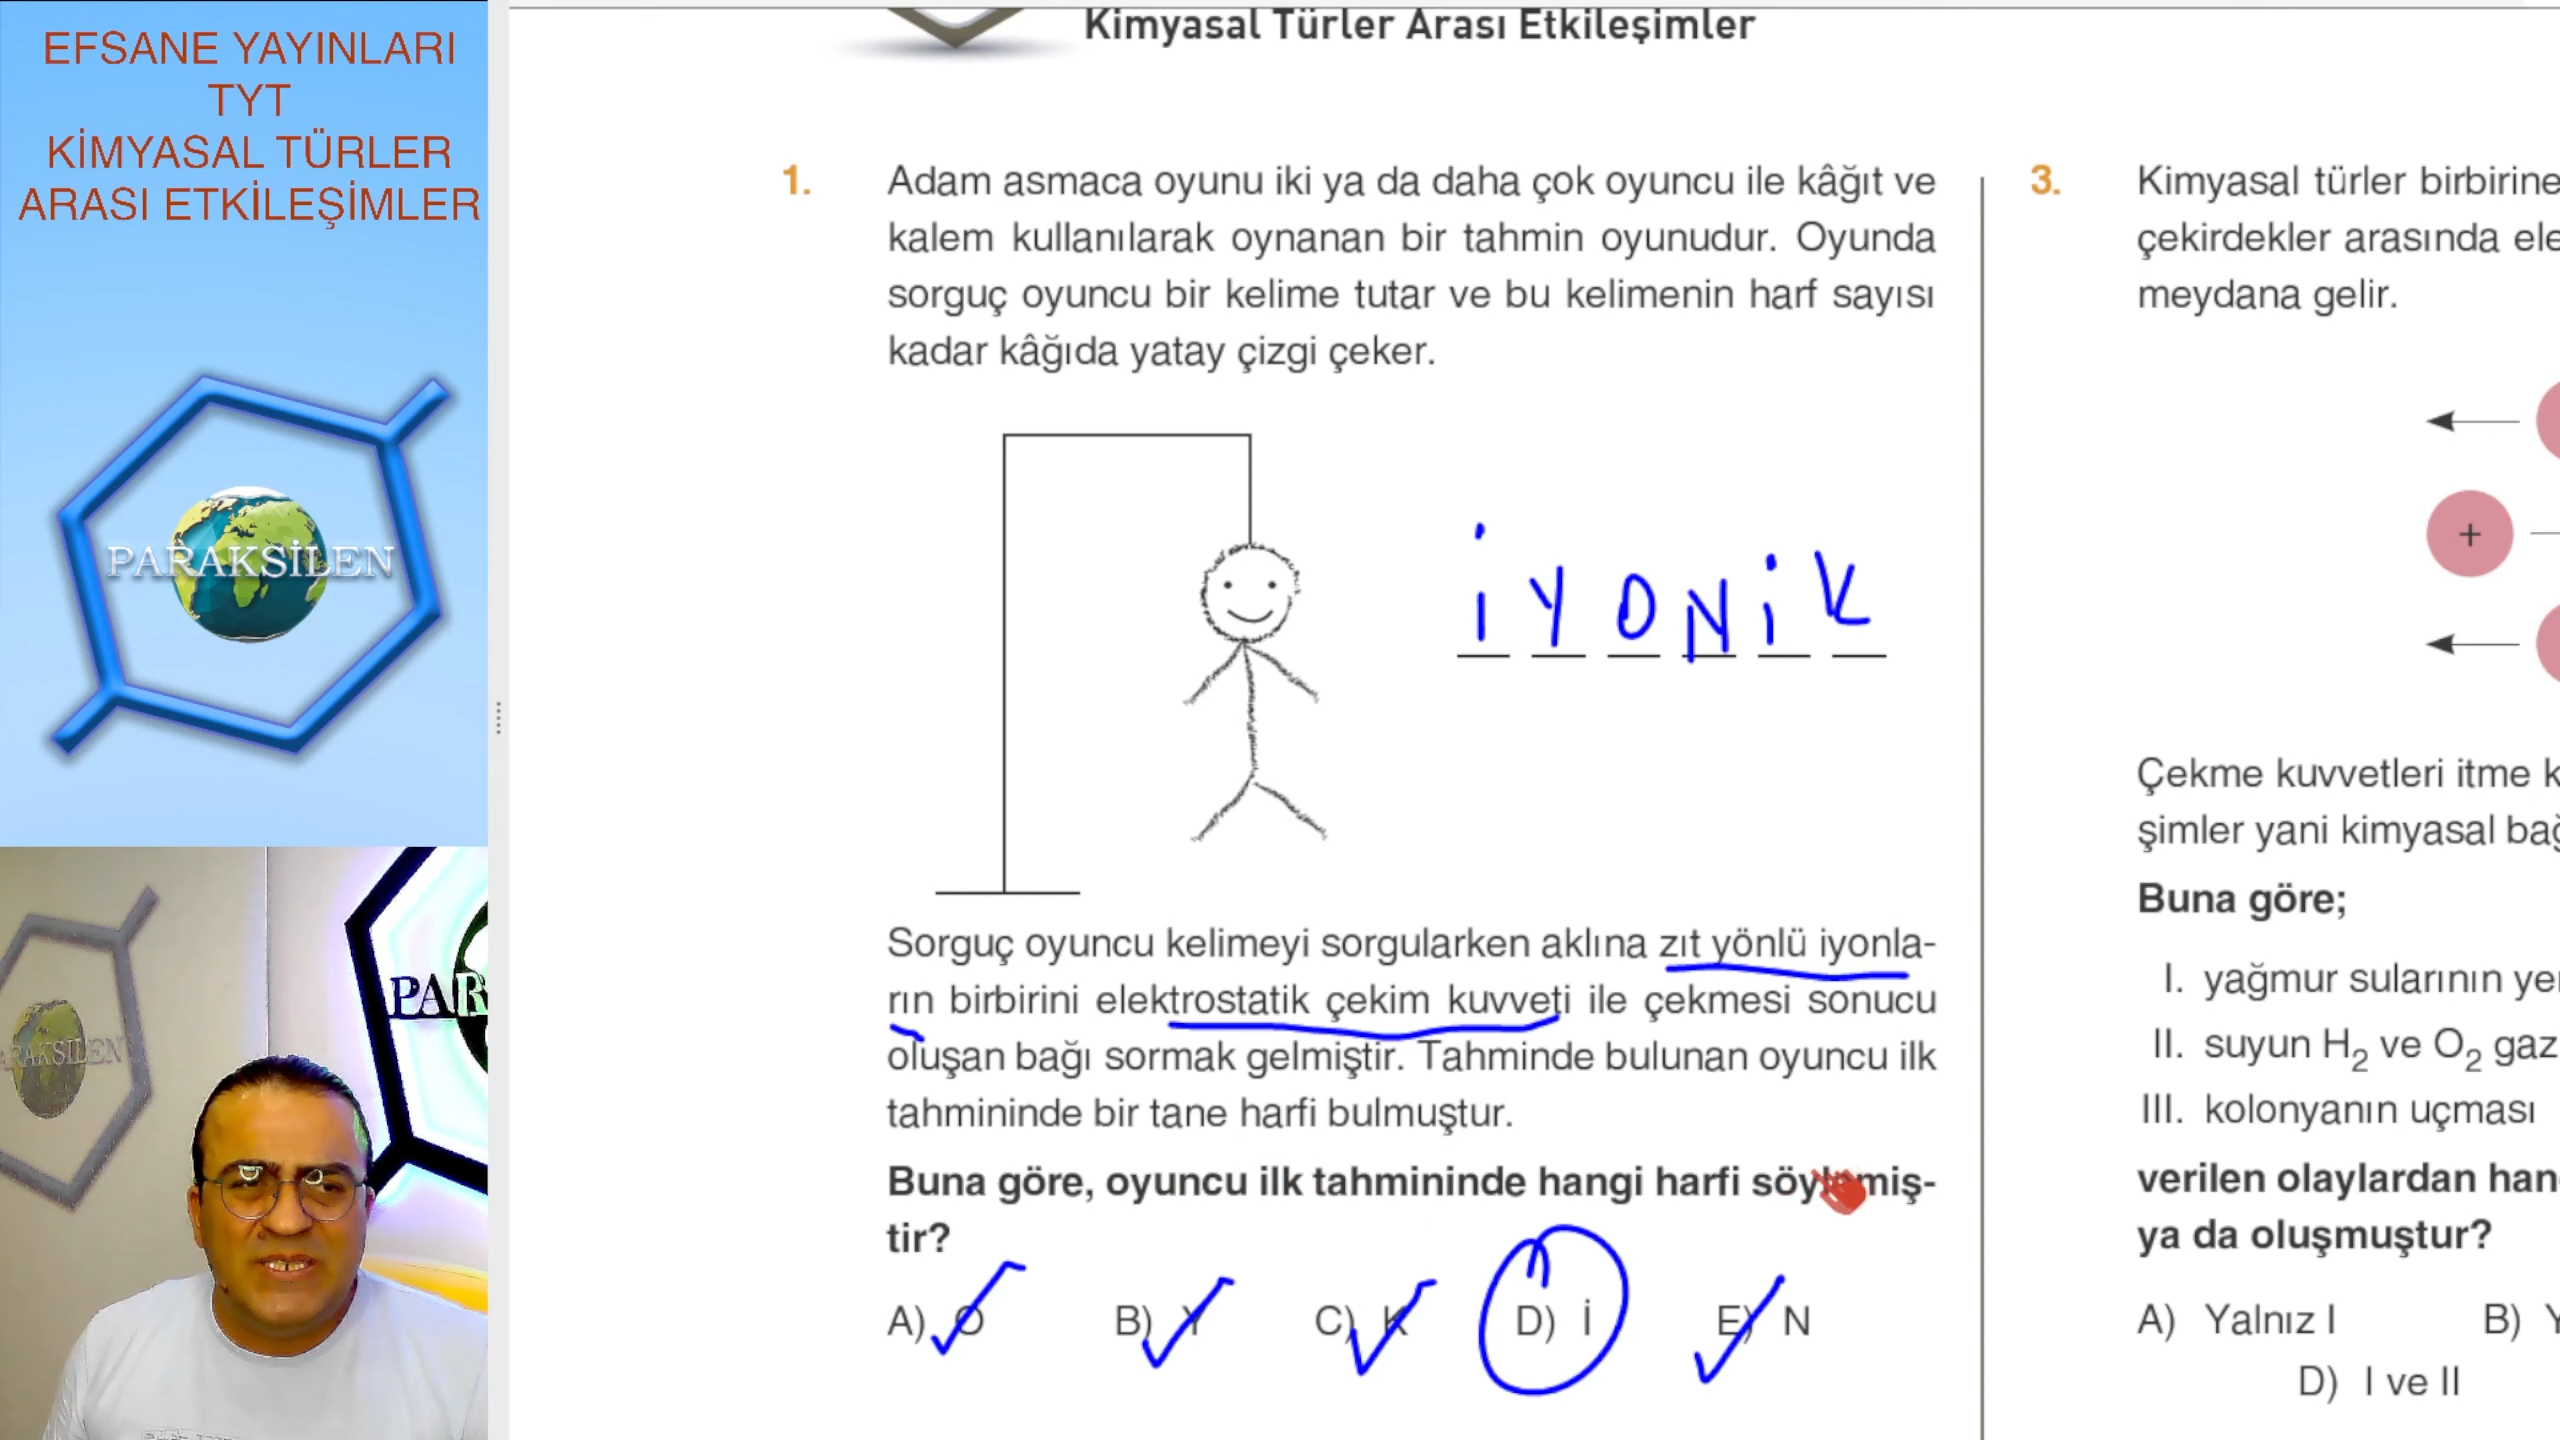 EFSANE YAYINLARI
TYT
KİMYASAL TÜRLER
ARASI ETKİLEŞİMLER
PARAKSİLEN
ARAKSİLEN
PAR
Kimyasal Türler Arası Etkileşimler
1.
Adam asmaca oyunu iki ya da daha çok oyuncu ile kâğıt ve
kalem kullanılarak oynanan bir tahmin oyunudur. Oyunda
sorguç oyuncu bir kelime tutar ve bu kelimenin harf sayısı
kadar kâğıda yatay çizgi çeker.
İ Y O N İ K
Sorguç oyuncu kelimeyi sorgularken aklına zıt yönlü iyonla-
rın birbirini elektrostatik çekim kuvveti ile çekmesi sonucu
oluşan bağı sormak gelmiştir. Tahminde bulunan oyuncu ilk
tahmininde bir tane harfi bulmuştur.
Buna göre, oyuncu ilk tahmininde hangi harfi söy miş-
tir?
A) O B) Y C) K D) İ E) N
3.
Kimyasal türler birbirine
çekirdekler arasında ele
meydana gelir.
+
Çekme kuvvetleri itme k
şimler yani kimyasal bağ
Buna göre;
I. yağmur sularının yer
II. suyun H₂ ve O₂ gaz
III. kolonyanın uçması
verilen olaylardan han
ya da oluşmuştur?
A) Yalnız I B) Y
D) I ve II